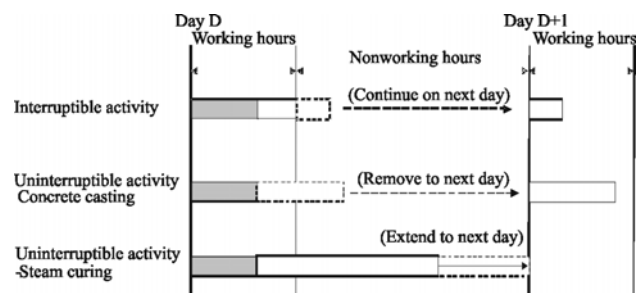 Day D
Day D+1
Working hours
Working hours
Nonworking hours
Interruptible activity
(Continue on next day)
Uninterruptible activity
Concrete casting
(Remove to next day)
(Extend to next day)
Uninterruptible activity
-Steam curing